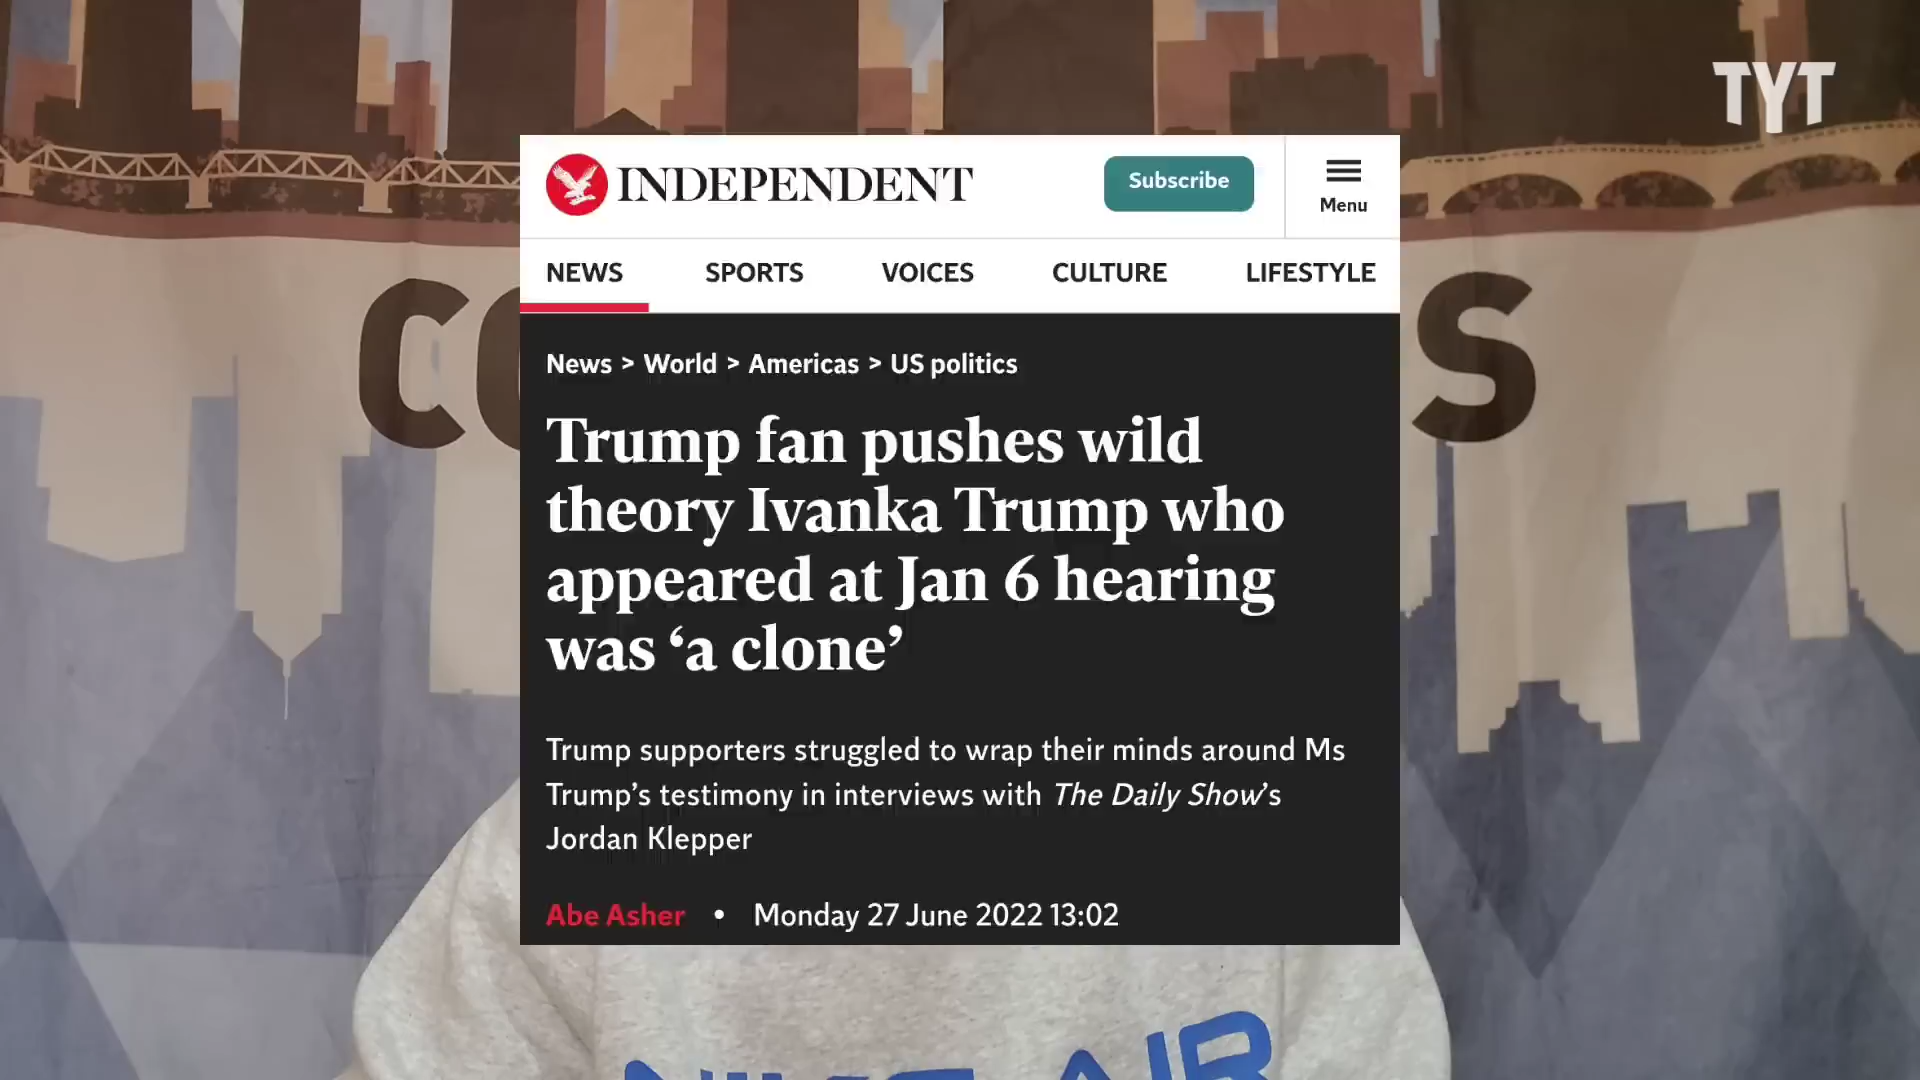 TYT
INDEPENDENT
Subscribe
Menu
NEWS SPORTS VOICES CULTURE LIFESTYLE
CO
S
News > World > Americas > US politics
Trump fan pushes wild
theory Ivanka Trump who
appeared at Jan 6 hearing
was ‘a clone’
Trump supporters struggled to wrap their minds around Ms
Trump’s testimony in interviews with The Daily Show’s
Jordan Klepper
Abe Asher • Monday 27 June 2022 13:02
AIR